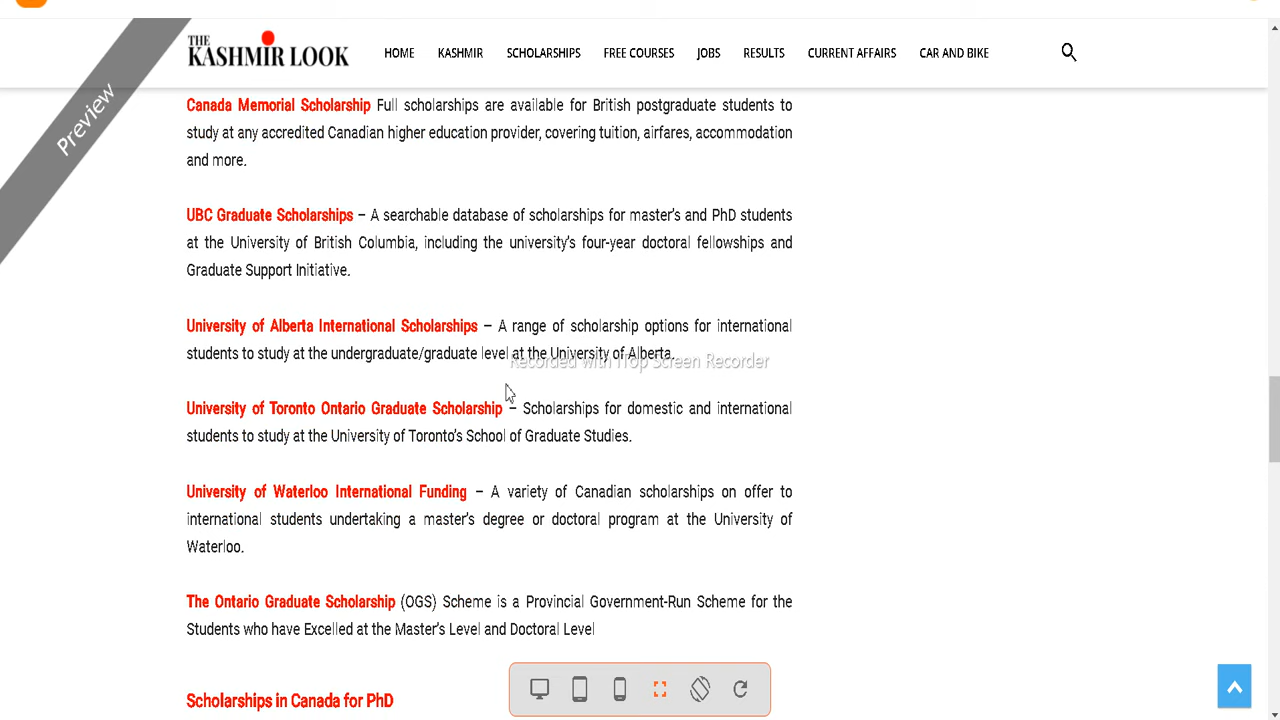 Preview
THE
KASHMIR LOOK
HOME KASHMIR SCHOLARSHIPS FREE COURSES JOBS RESULTS CURRENT AFFAIRS CAR AND BIKE
Canada Memorial Scholarship Full scholarships are available for British postgraduate students to
study at any accredited Canadian higher education provider, covering tuition, airfares, accommodation
and more.
UBC Graduate Scholarships – A searchable database of scholarships for master's and PhD students
at the University of British Columbia, including the university's four-year doctoral fellowships and
Graduate Support Initiative.
University of Alberta International Scholarships – A range of scholarship options for international
students to study at the undergraduate/graduate level at the University of Alberta.
Recorded with iTop Screen Recorder
University of Toronto Ontario Graduate Scholarship – Scholarships for domestic and international
students to study at the University of Toronto's School of Graduate Studies.
University of Waterloo International Funding – A variety of Canadian scholarships on offer to
international students undertaking a master's degree or doctoral program at the University of
Waterloo.
The Ontario Graduate Scholarship (OGS) Scheme is a Provincial Government-Run Scheme for the
Students who have Excelled at the Master's Level and Doctoral Level
Scholarships in Canada for PhD